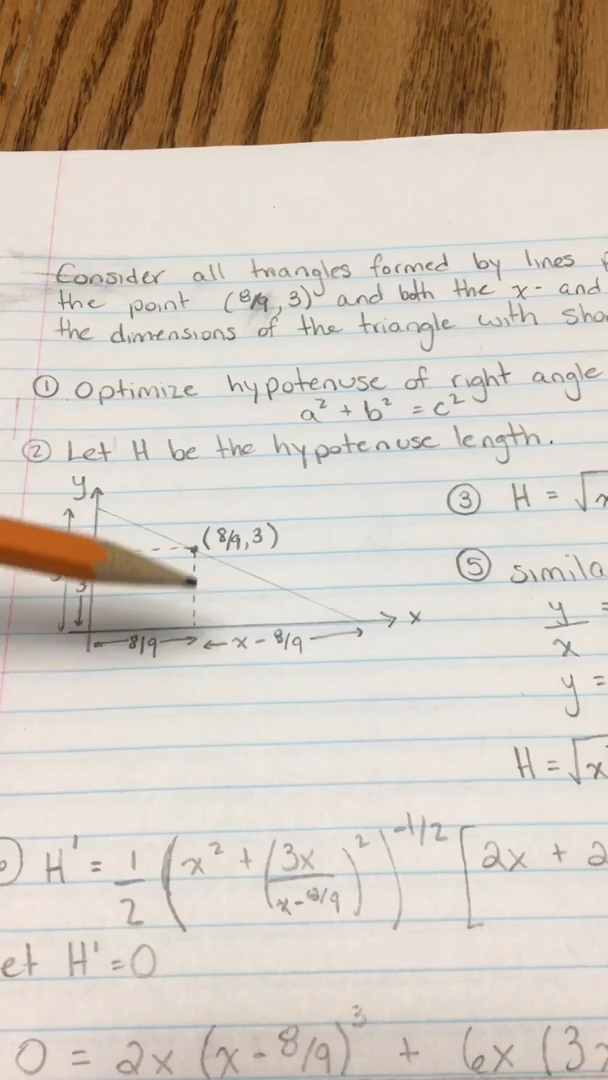 Consider all triangles formed by lines
the point (8/9, 3) and both the x- and
the dimensions of the triangle with
① Optimize hypotenuse of right angle
a² + b² = c²
② Let H be the hypotenuse length.
y
③ H = √
(8/9, 3)
3
x
8/9
x - 8/9
⑤
y/x =
y =
H = √x
H' = 1/2 (x² + (3x/(x-8/9))²)^-1/2 [2x + 2
H' = 0
0 = 2x (x - 8/9)³ + 6x (3